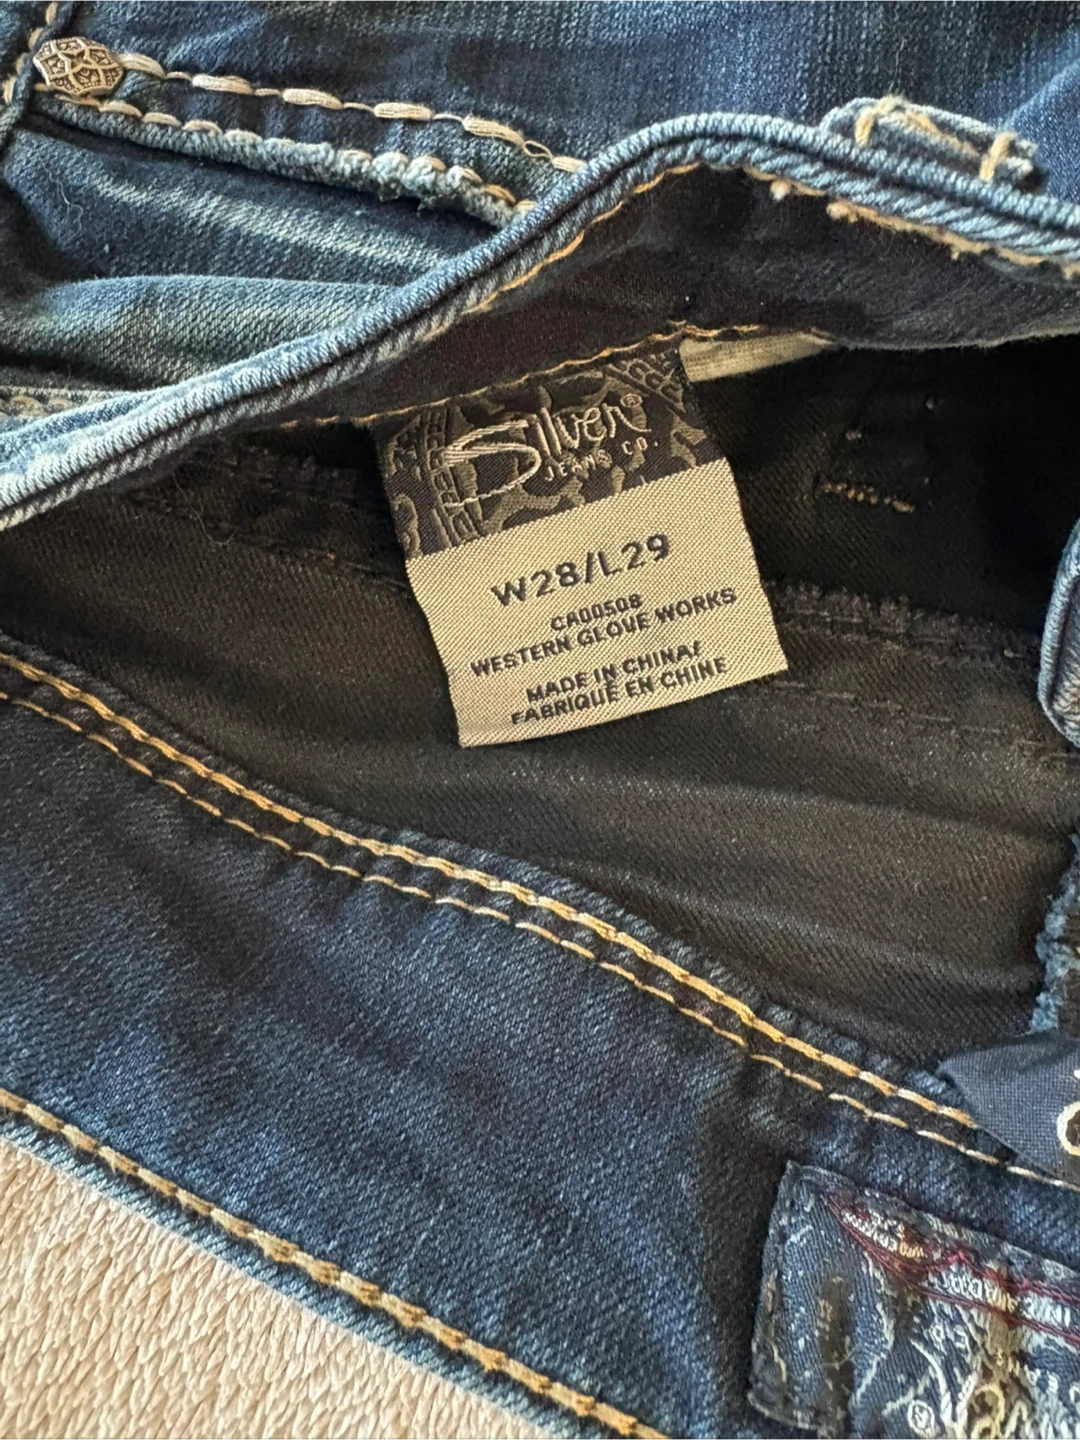 Silver®
JEANS CO.
W28/L29
CA00508
WESTERN GLOVE WORKS
MADE IN CHINA/
FABRIQUÉ EN CHINE